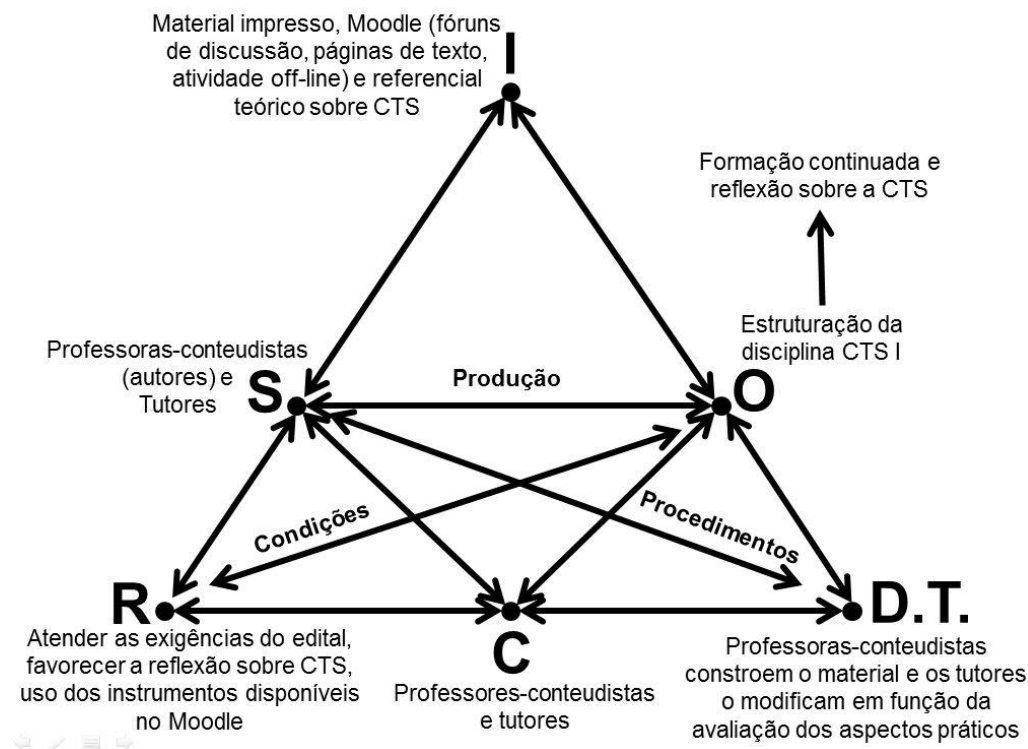 Material impresso, Moodle (fóruns
de discussão, páginas de texto,
atividade off-line) e referencial
teórico sobre CTS
I
Formação continuada e
reflexão sobre a CTS
Estruturação da
disciplina CTS I
Professoras-conteudistas
(autores) e
Tutores
S
Produção
O
Condições
Procedimentos
R
C
D.T.
Atender as exigências do edital,
favorecer a reflexão sobre CTS,
uso dos instrumentos disponíveis
no Moodle
Professores-conteudistas
e tutores
Professoras-conteudistas
constroem o material e os tutores
o modificam em função da
avaliação dos aspectos práticos